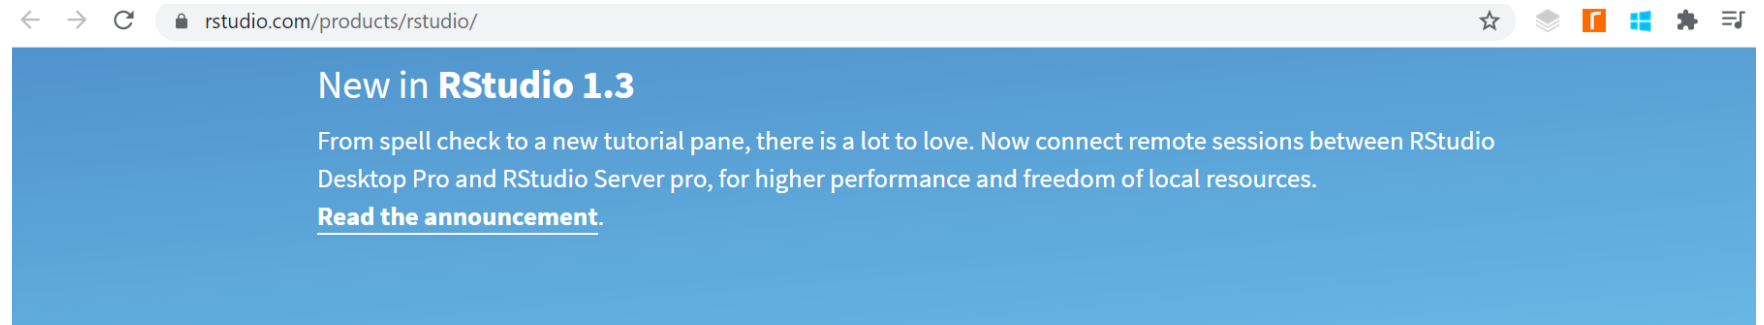 rstudio.com/products/rstudio/
New in RStudio 1.3
From spell check to a new tutorial pane, there is a lot to love. Now connect remote sessions between RStudio
Desktop Pro and RStudio Server pro, for higher performance and freedom of local resources.
Read the announcement.